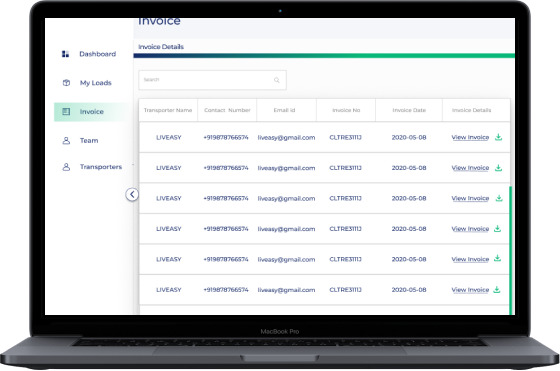 Invoice
Invoice Details
Dashboard
My Loads
Invoice
Team
Transporters
Search
Transporter Name Contact Number Email Id Invoice No Invoice Date Invoice Details
LIVEASY +919878766574 liveasy@gmail.com CLTRE3111J 2020-05-08 View Invoice
LIVEASY +919878766574 liveasy@gmail.com CLTRE3111J 2020-05-08 View Invoice
LIVEASY +919878766574 liveasy@gmail.com CLTRE3111J 2020-05-08 View Invoice
LIVEASY +919878766574 liveasy@gmail.com CLTRE3111J 2020-05-08 View Invoice
LIVEASY +919878766574 liveasy@gmail.com CLTRE3111J 2020-05-08 View Invoice
LIVEASY +919878766574 liveasy@gmail.com CLTRE3111J 2020-05-08 View Invoice
MacBook Pro